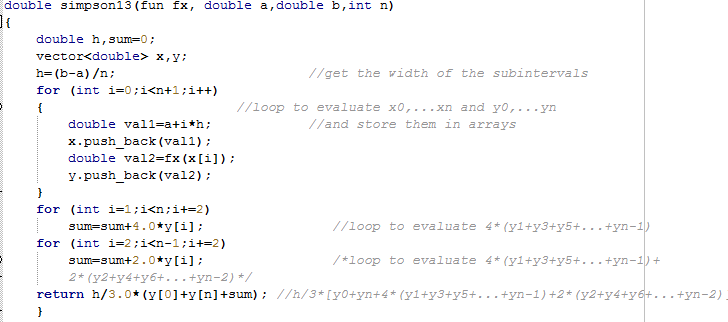 double simpson13(fun fx, double a,double b,int n)
{
double h,sum=0;
vector<double> x,y;
h=(b-a)/n; //get the width of the subintervals
for (int i=0;i<n+1;i++)
{ //loop to evaluate x0,...xn and y0,...yn
double val1=a+i*h; //and store them in arrays
x.push_back(val1);
double val2=fx(x[i]);
y.push_back(val2);
}
for (int i=1;i<n;i+=2)
sum=sum+4.0*y[i]; //loop to evaluate 4*(y1+y3+y5+...+yn-1)
for (int i=2;i<n-1;i+=2)
sum=sum+2.0*y[i]; /*loop to evaluate 4*(y1+y3+y5+...+yn-1)+
2*(y2+y4+y6+...+yn-2)*/
return h/3.0*(y[0]+y[n]+sum); //h/3*[y0+yn+4*(y1+y3+y5+...+yn-1)+2*(y2+y4+y6+...+yn-2)
}